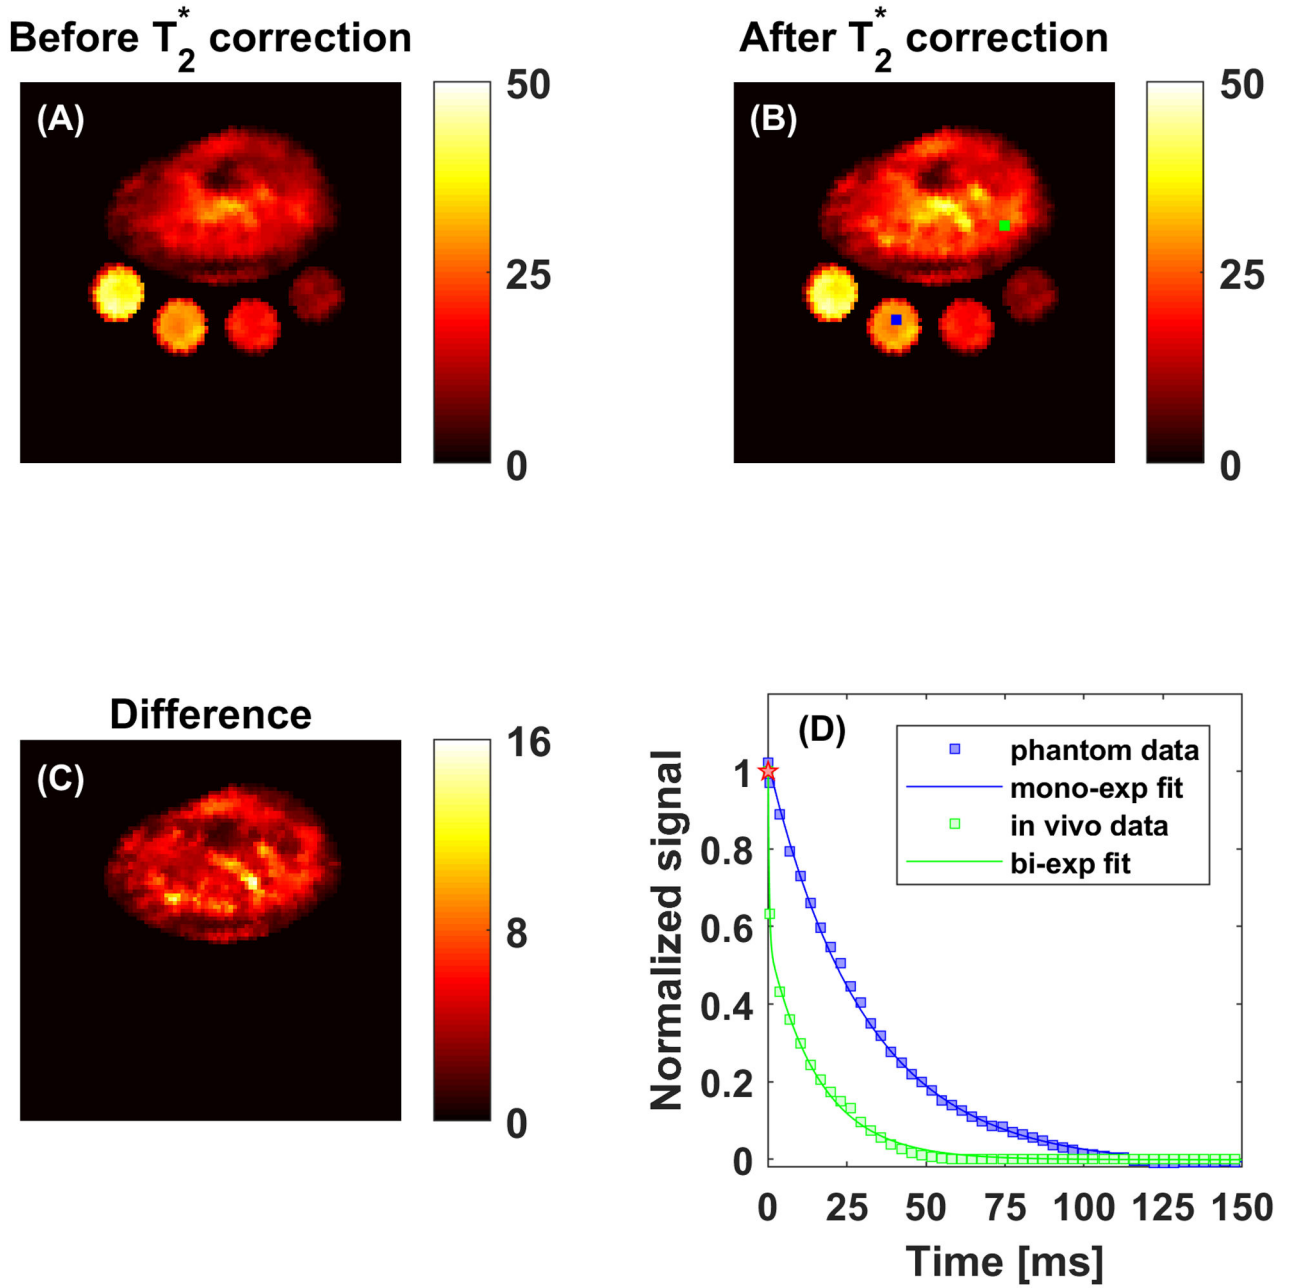 Before T2* correction
After T2* correction
(A)
50
25
0
(B)
50
25
0
Difference
(C)
16
8
0
(D)
phantom data
mono-exp fit
in vivo data
bi-exp fit
Normalized signal
1
0.8
0.6
0.4
0.2
0
0 25 50 75 100 125 150
Time [ms]